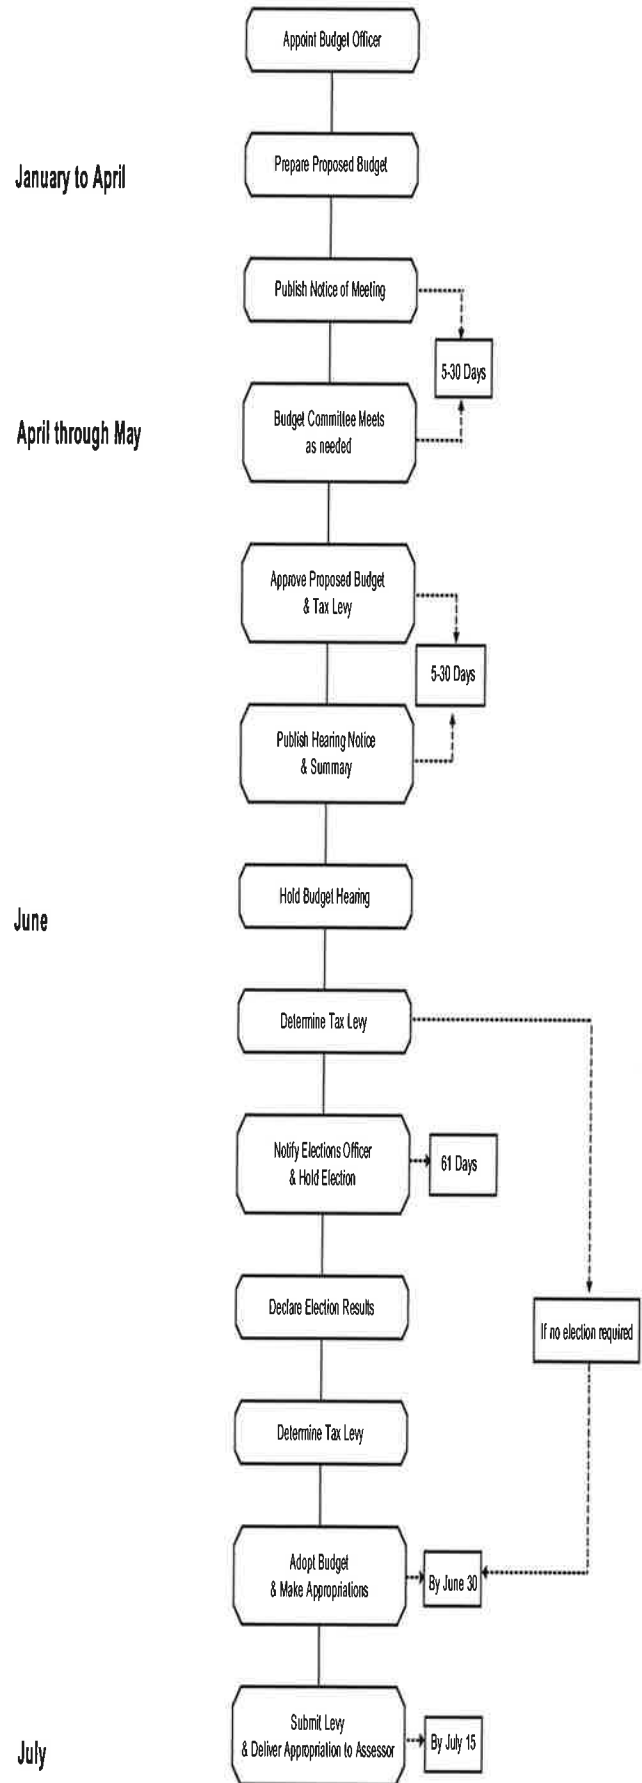 Appoint Budget Officer
January to April
Prepare Proposed Budget
Publish Notice of Meeting
5-30 Days
April through May
Budget Committee Meets
as needed
Approve Proposed Budget
& Tax Levy
5-30 Days
Publish Hearing Notice
& Summary
June
Hold Budget Hearing
Determine Tax Levy
Notify Elections Officer
& Hold Election
61 Days
Declare Election Results
If no election required
Determine Tax Levy
Adopt Budget
& Make Appropriations
By June 30
July
Submit Levy
& Deliver Appropriation to Assessor
By July 15